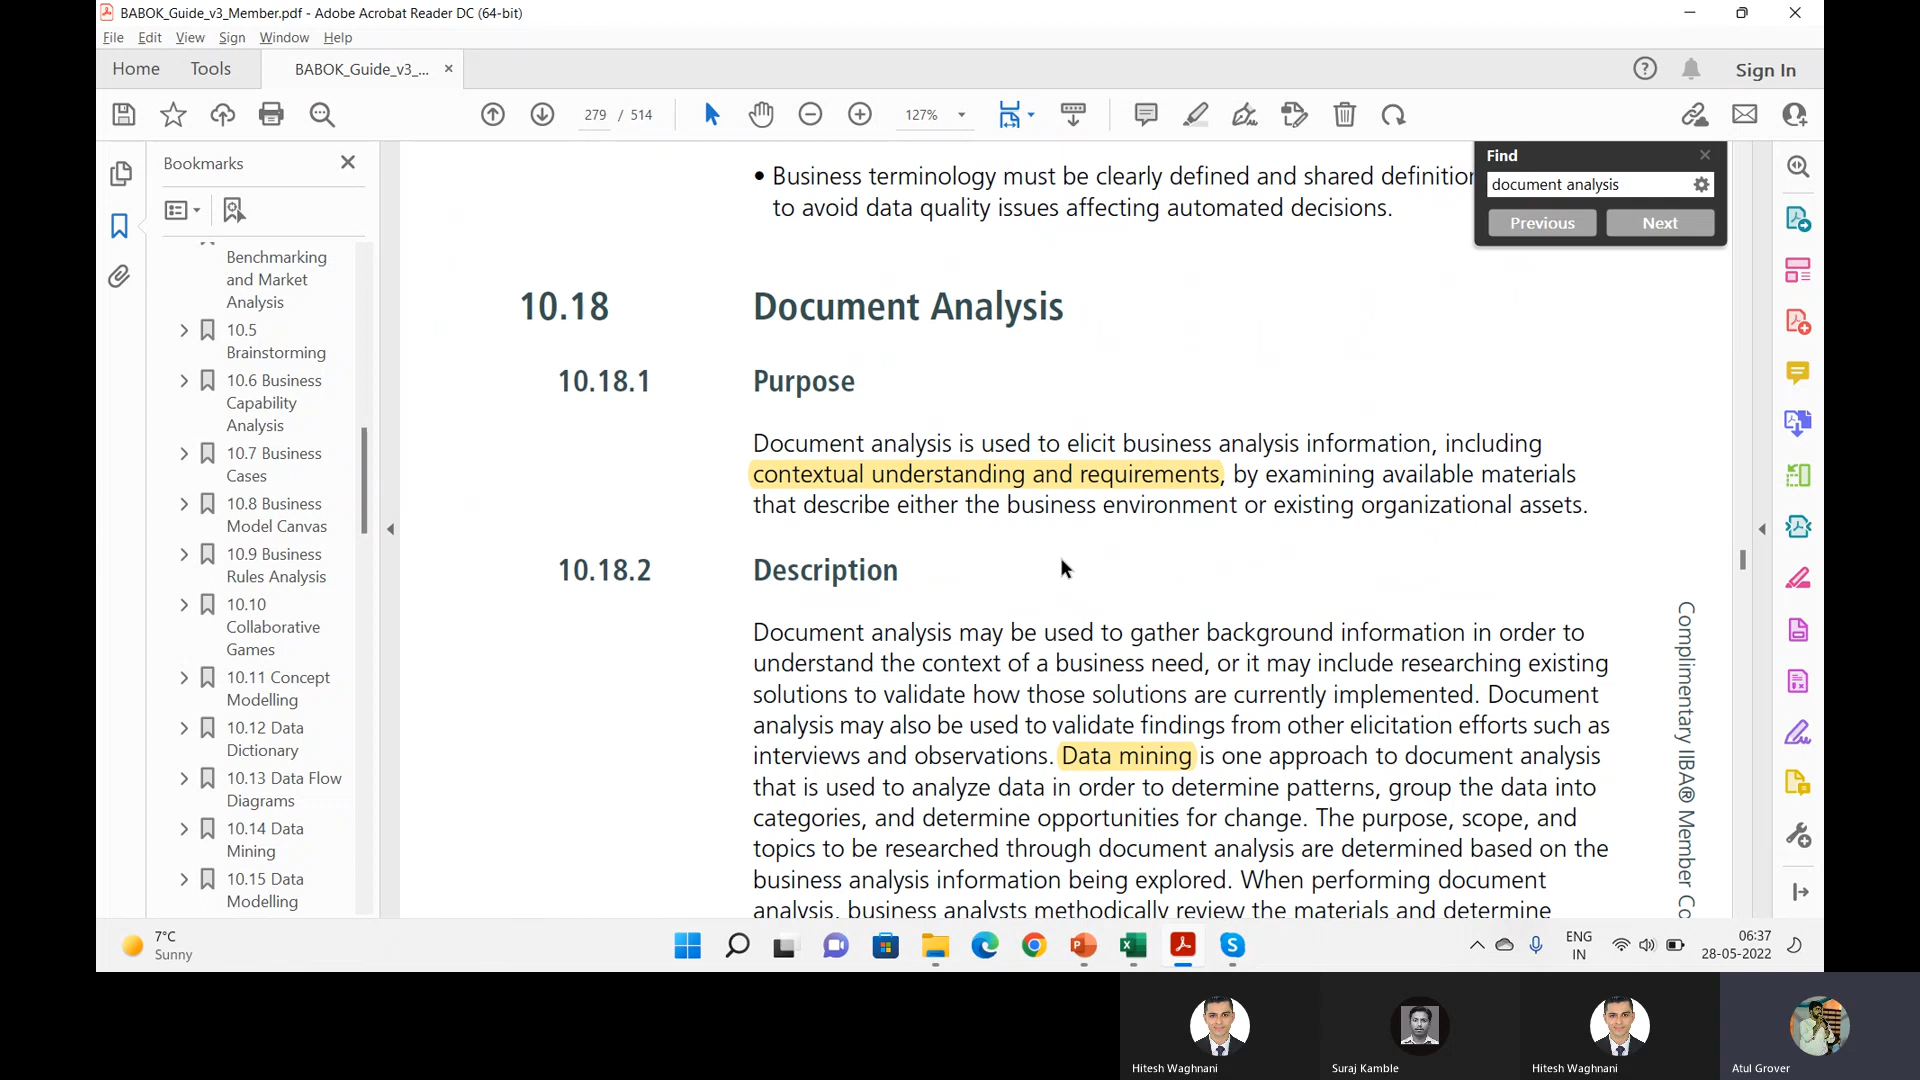 BABOK_Guide_v3_Member.pdf - Adobe Acrobat Reader DC (64-bit)
File Edit View Sign Window Help
Home Tools BABOK_Guide_v3_... ×
Sign In
279 / 514
127%
Bookmarks
Benchmarking
and Market
Analysis
10.5
Brainstorming
10.6 Business
Capability
Analysis
10.7 Business
Cases
10.8 Business
Model Canvas
10.9 Business
Rules Analysis
10.10
Collaborative
Games
10.11 Concept
Modelling
10.12 Data
Dictionary
10.13 Data Flow
Diagrams
10.14 Data
Mining
10.15 Data
Modelling
• Business terminology must be clearly defined and shared
to avoid data quality issues affecting automated decisions.
Find
document analysis
Previous Next
10.18 Document Analysis
10.18.1 Purpose
Document analysis is used to elicit business analysis information, including
contextual understanding and requirements, by examining available materials
that describe either the business environment or existing organizational assets.
10.18.2 Description
Document analysis may be used to gather background information in order to
understand the context of a business need, or it may include researching existing
solutions to validate how those solutions are currently implemented. Document
analysis may also be used to validate findings from other elicitation efforts such as
interviews and observations. Data mining is one approach to document analysis
that is used to analyze data in order to determine patterns, group the data into
categories, and determine opportunities for change. The purpose, scope, and
topics to be researched through document analysis are determined based on the
business analysis information being explored. When performing document
analysis, business analysts methodically review the materials and determine
Complimentary IIBA® Member Co
7°C
Sunny
ENG
IN
06:37
28-05-2022
Hitesh Waghnani
Suraj Kamble
Hitesh Waghnani
Atul Grover